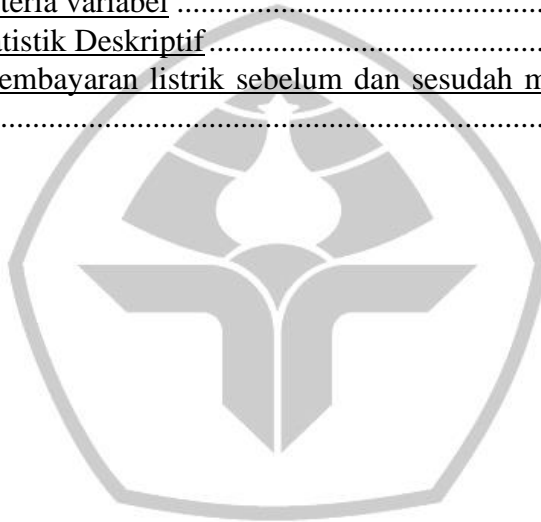 teria variabel ..........................................
tistik Deskriptif.......................................
embayaran listrik sebelum dan sesudah m
..........................................................